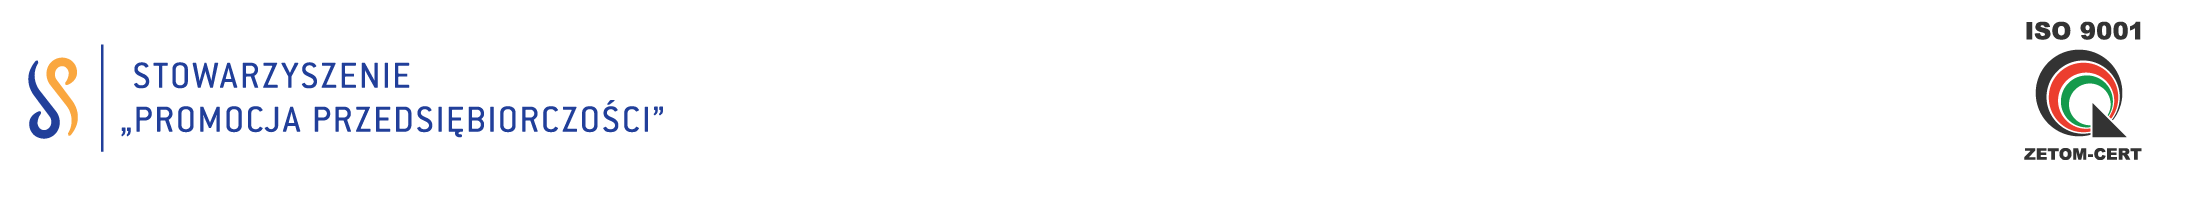 STOWARZYSZENIE
„PROMOCJA PRZEDSIĘBIORCZOŚCI”
ISO 9001
ZETOM-CERT